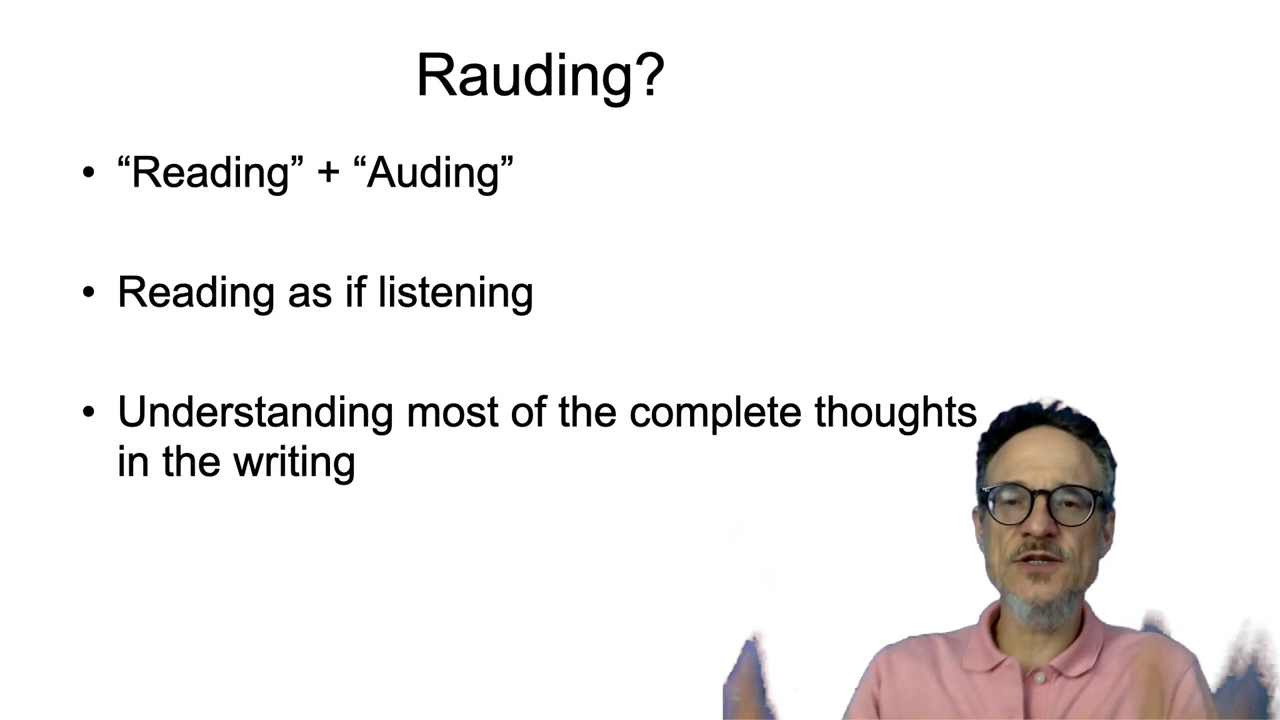 Rauding?
• “Reading” + “Auding”
• Reading as if listening
• Understanding most of the complete thoughts
in the writing